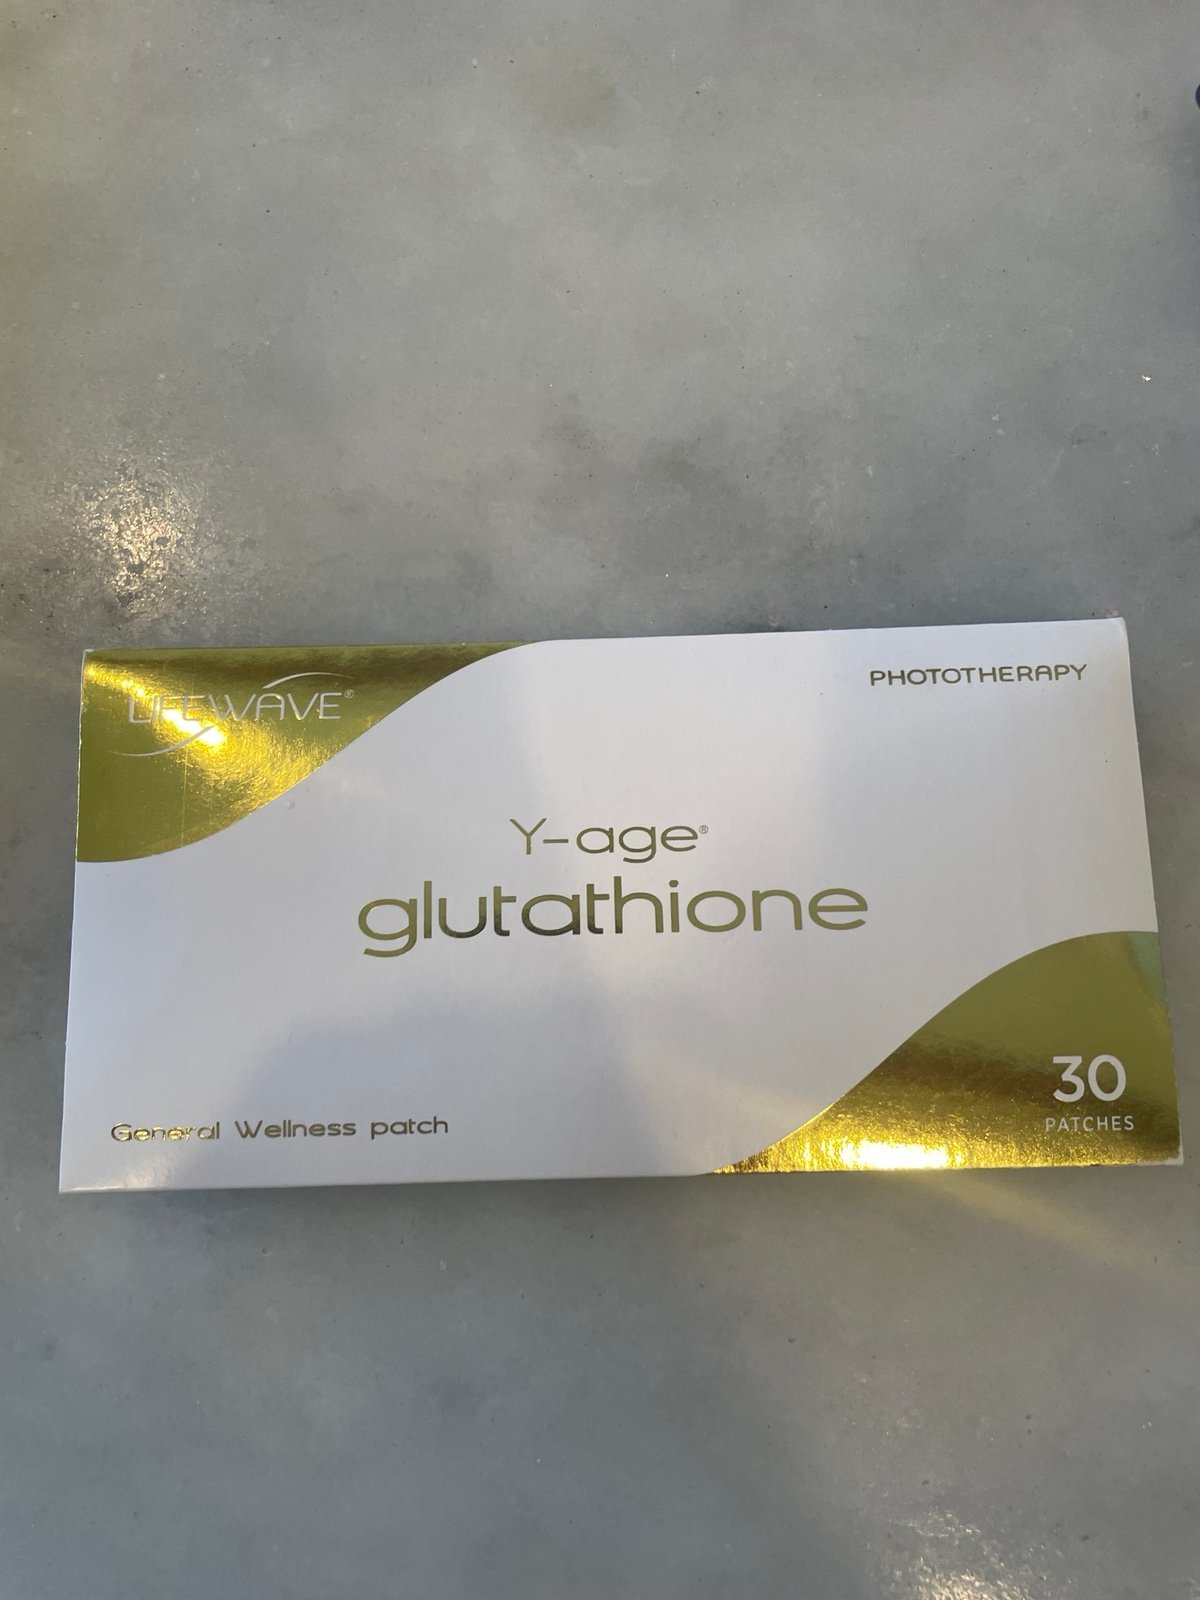 LIFEWAVE®
PHOTOTHERAPY
Y-age®
glutathione
General Wellness patch
30
PATCHES